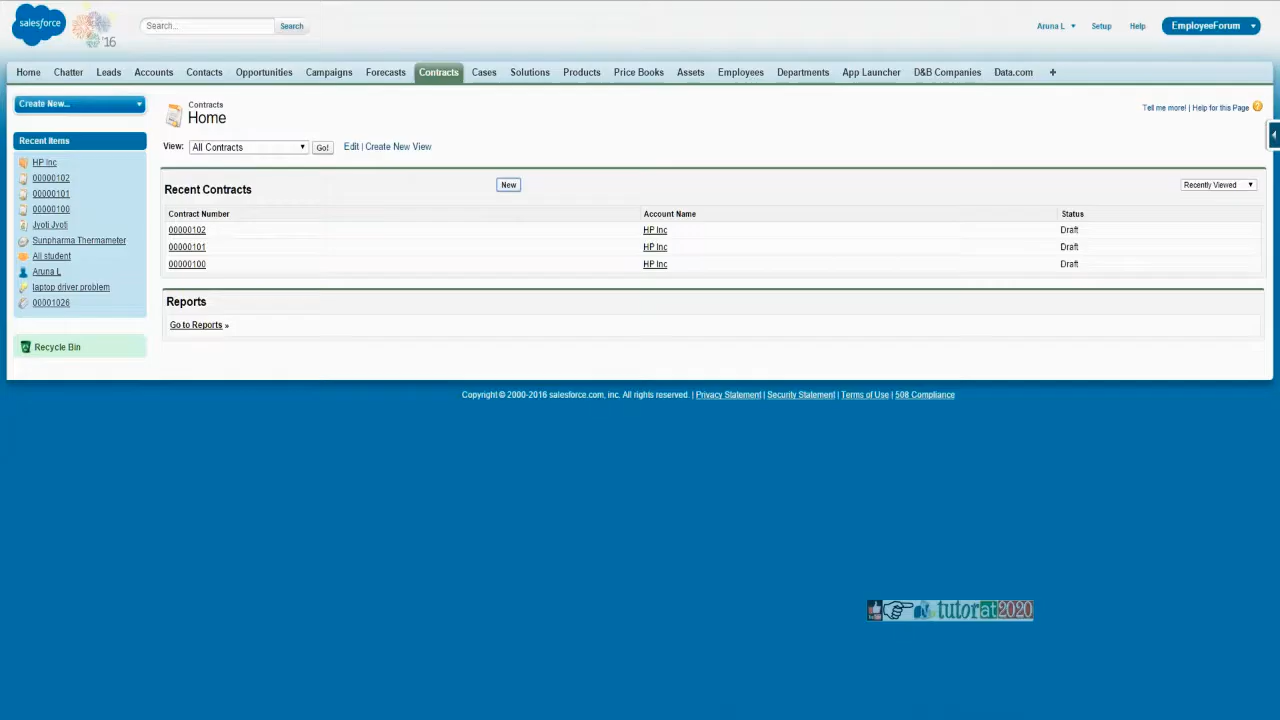 salesforce
'16
Search...
Search
Aruna L
Setup
Help
EmployeeForum
Home Chatter Leads Accounts Contacts Opportunities Campaigns Forecasts Contracts Cases Solutions Products Price Books Assets Employees Departments App Launcher D&B Companies Data.com +
Create New...
Recent Items
HP Inc
00000102
00000101
00000100
Jyoti Jyoti
Sunpharma Thermameter
All student
Aruna L
laptop driver problem
00001026
Recycle Bin
Contracts
Home
Tell me more! | Help for this Page ?
View: All Contracts Go! Edit | Create New View
Recent Contracts New Recently Viewed
Contract Number Account Name Status
00000102 HP Inc Draft
00000101 HP Inc Draft
00000100 HP Inc Draft
Reports
Go to Reports »
Copyright © 2000-2016 salesforce.com, inc. All rights reserved. | Privacy Statement | Security Statement | Terms of Use | 508 Compliance
tutorat2020